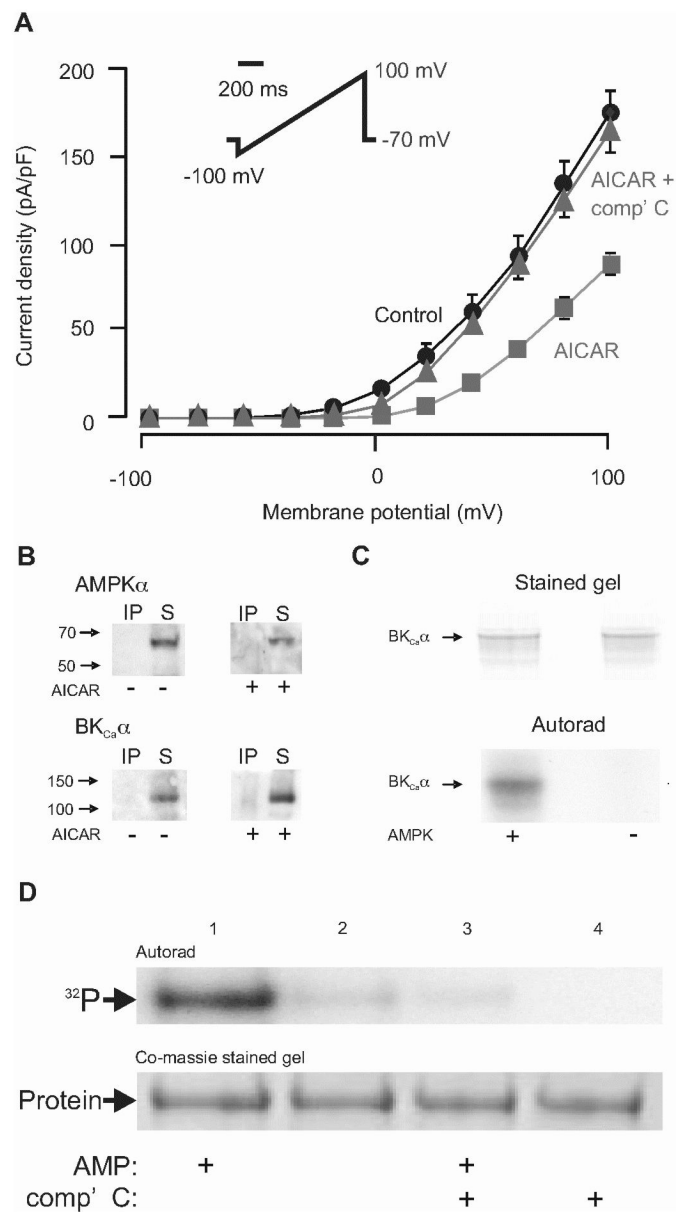 A
200
150
100
50
0
Current density (pA/pF)
200 ms
100 mV
-70 mV
-100 mV
AICAR +
comp' C
Control
AICAR
-100
0
100
Membrane potential (mV)
B
AMPKα
IP S
IP S
70
50
AICAR - - + +
BKCaα
IP S
IP S
150
100
AICAR - - + +
C
Stained gel
BKCaα
Autorad
BKCaα
AMPK + -
D
1 2 3 4
Autorad
32P
Co-massie stained gel
Protein
AMP: + +
comp' C: + +